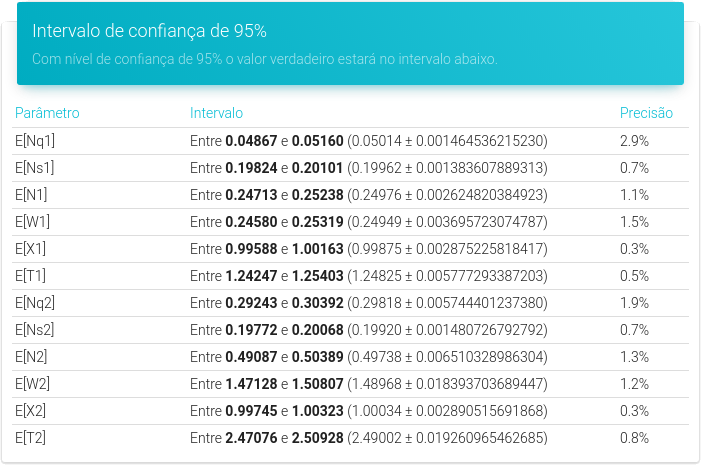 Intervalo de confiança de 95%
Com nível de confiança de 95% o valor verdadeiro estará no intervalo abaixo.
Parâmetro Intervalo Precisão
E[Nq1] Entre 0.04867 e 0.05160 (0.05014 ± 0.001464536215230) 2.9%
E[Ns1] Entre 0.19824 e 0.20101 (0.19962 ± 0.001383607889313) 0.7%
E[N1] Entre 0.24713 e 0.25238 (0.24976 ± 0.002624820384923) 1.1%
E[W1] Entre 0.24580 e 0.25319 (0.24949 ± 0.003695723074787) 1.5%
E[X1] Entre 0.99588 e 1.00163 (0.99875 ± 0.002875225818417) 0.3%
E[T1] Entre 1.24247 e 1.25403 (1.24825 ± 0.005777293387203) 0.5%
E[Nq2] Entre 0.29243 e 0.30392 (0.29818 ± 0.005744401237380) 1.9%
E[Ns2] Entre 0.19772 e 0.20068 (0.19920 ± 0.001480726792792) 0.7%
E[N2] Entre 0.49087 e 0.50389 (0.49738 ± 0.006510328986304) 1.3%
E[W2] Entre 1.47128 e 1.50807 (1.48968 ± 0.018393703689447) 1.2%
E[X2] Entre 0.99745 e 1.00323 (1.00034 ± 0.002890515691868) 0.3%
E[T2] Entre 2.47076 e 2.50928 (2.49002 ± 0.019260965462685) 0.8%